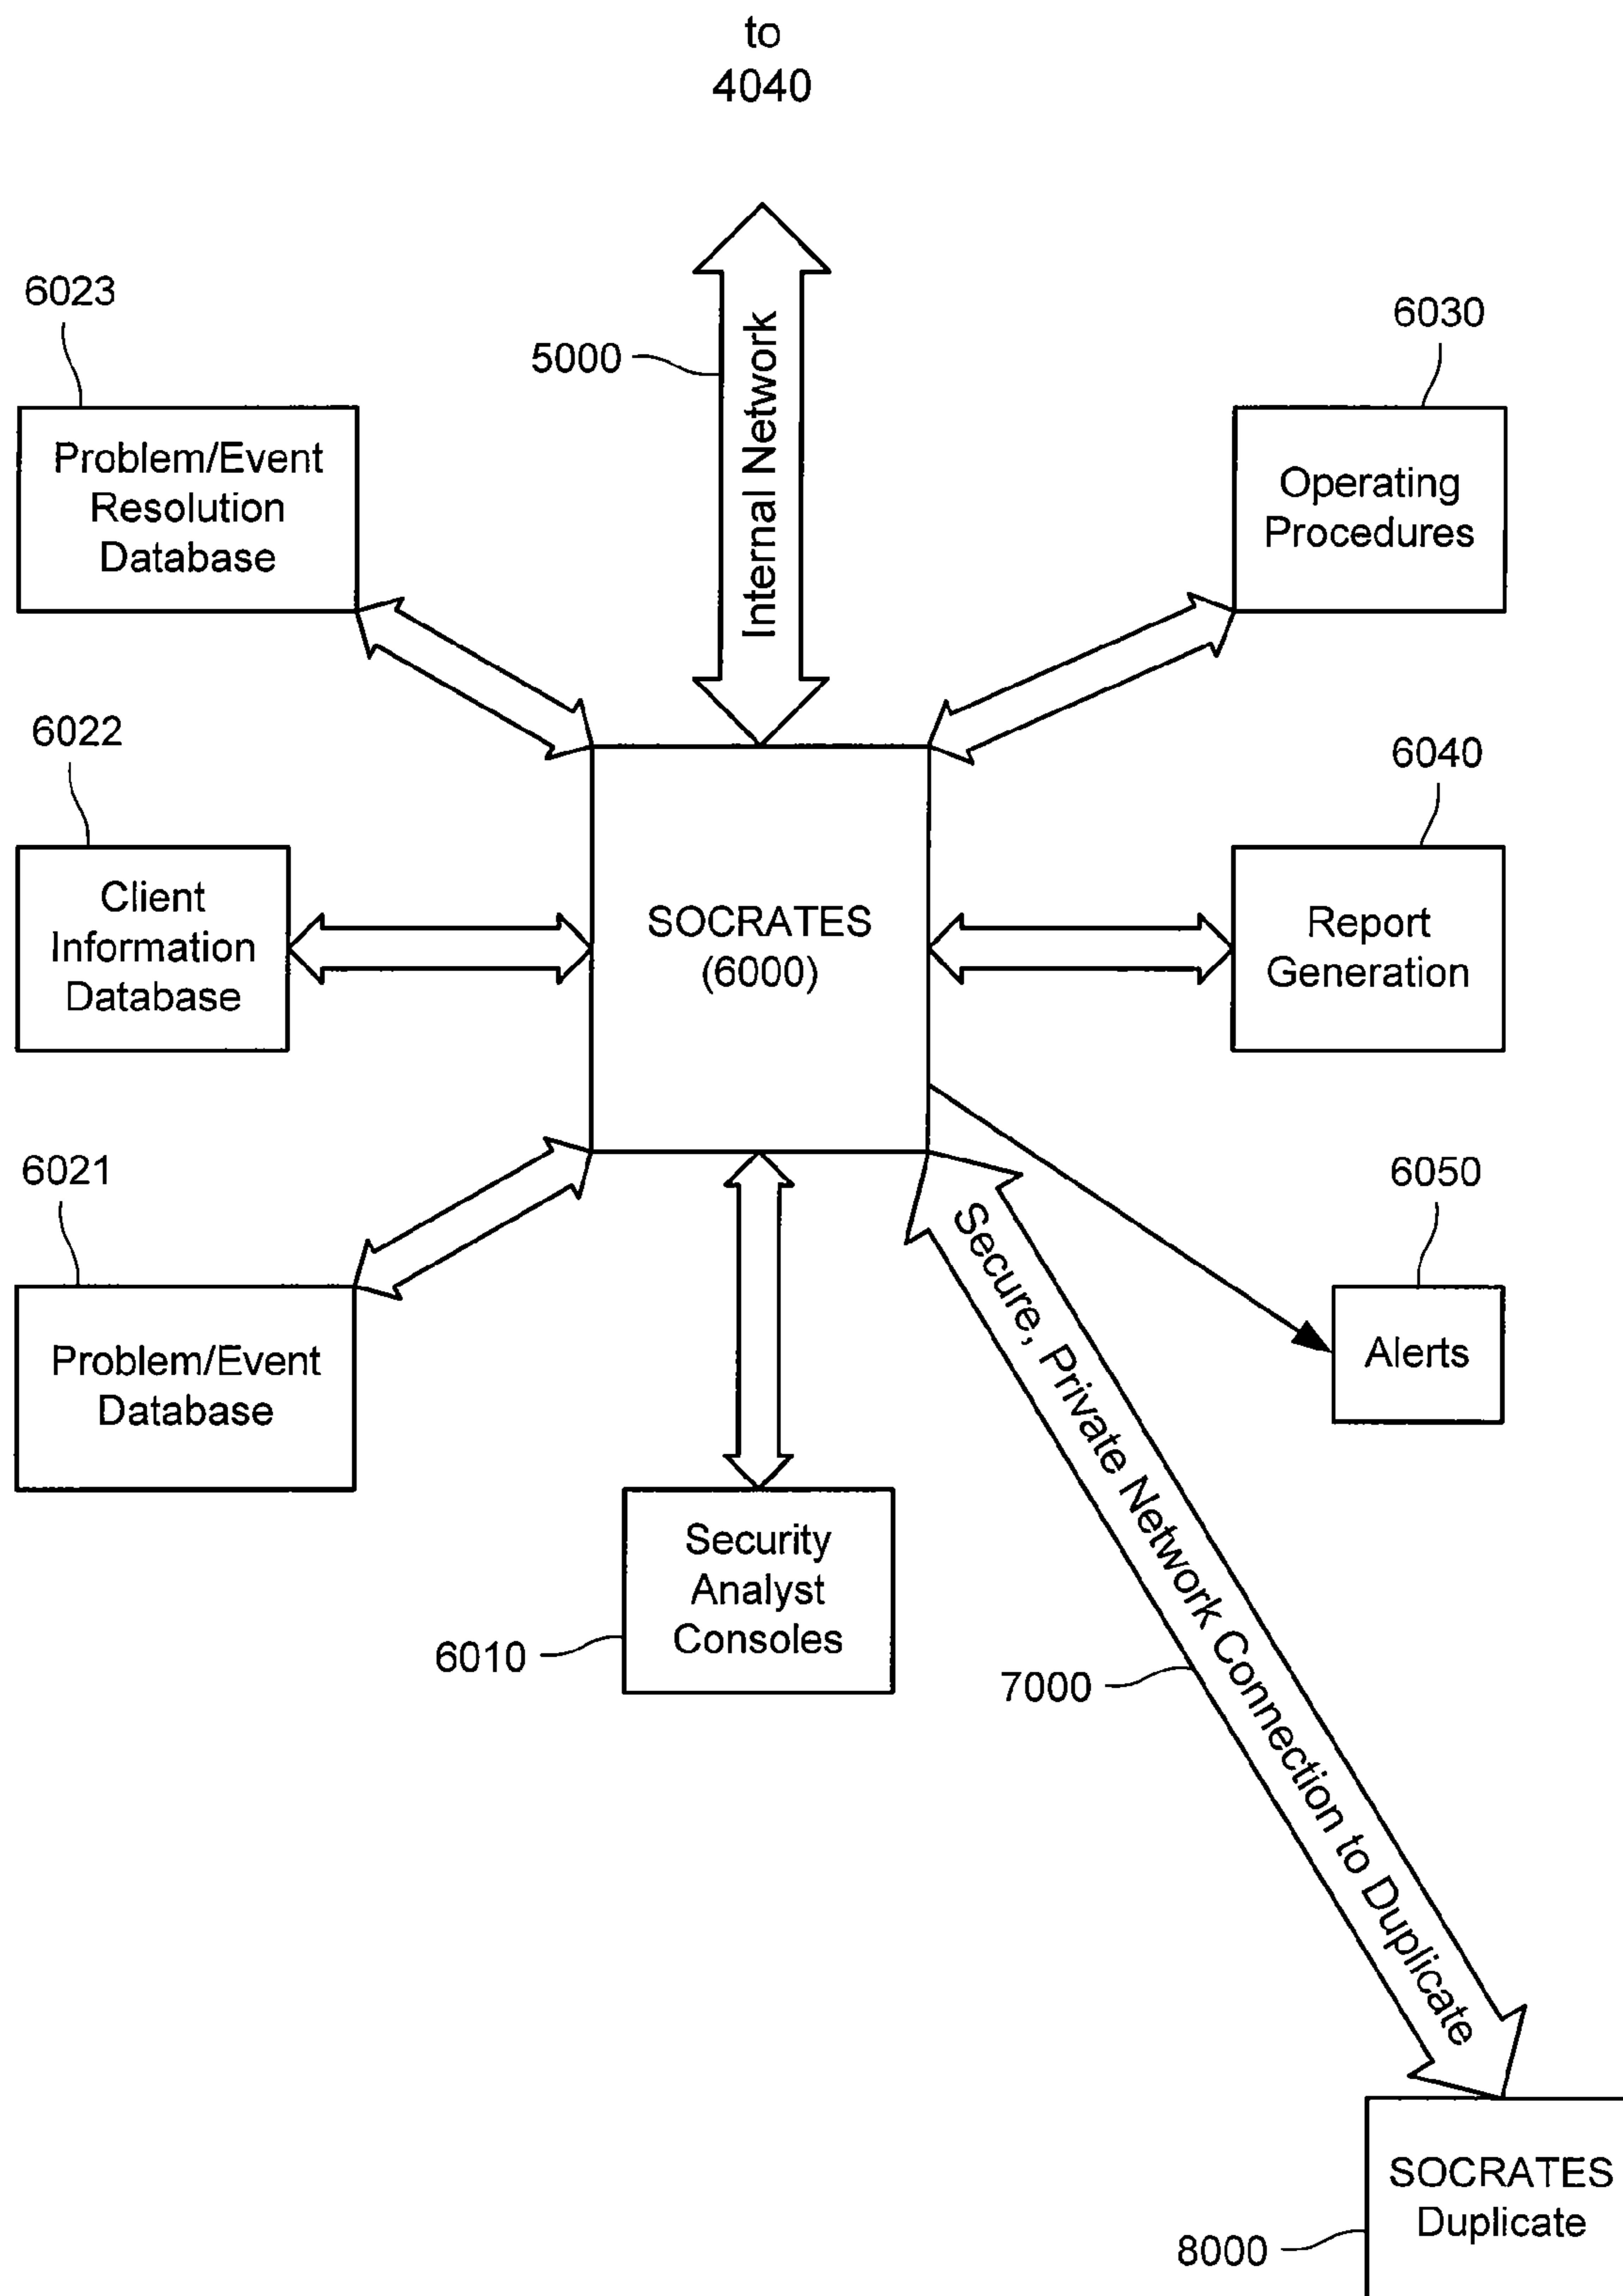 to
4040
6023
5000
Internal Network
6030
Problem/Event
Resolution
Database
Operating
Procedures
6022
6040
Client
Information
Database
SOCRATES
(6000)
Report
Generation
6021
6050
Problem/Event
Database
Secure, Private Network Connection to Duplicate
Alerts
Security
Analyst
Consoles
6010
7000
SOCRATES
Duplicate
8000